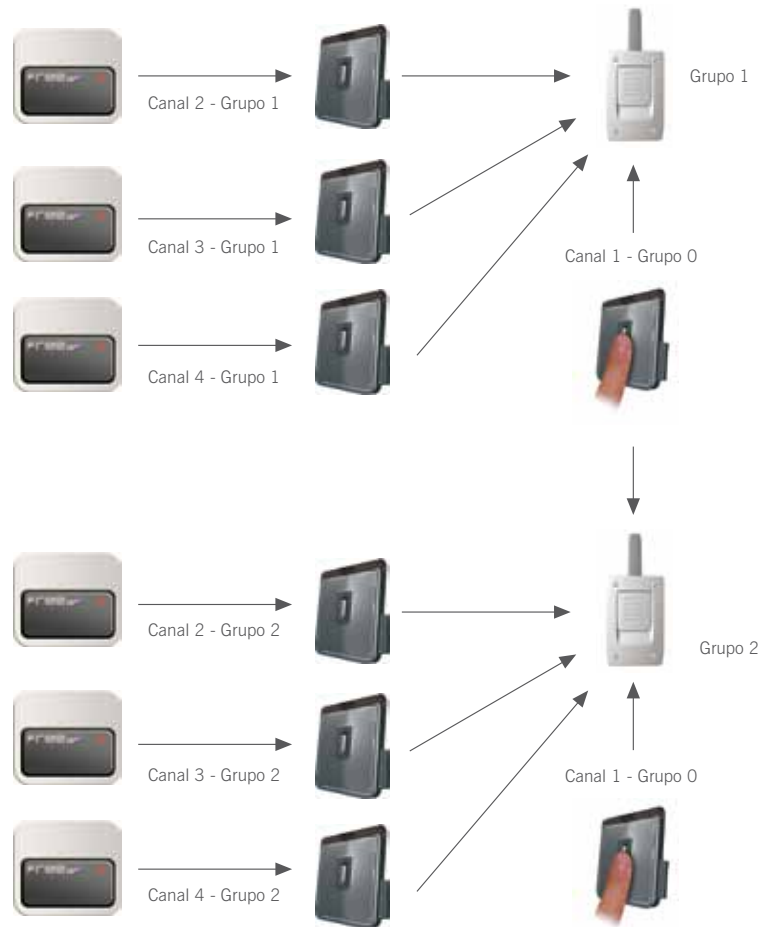 Grupo 1
Canal 2 - Grupo 1
Canal 3 - Grupo 1
Canal 1 - Grupo 0
Canal 4 - Grupo 1
Canal 2 - Grupo 2
Grupo 2
Canal 3 - Grupo 2
Canal 1 - Grupo 0
Canal 4 - Grupo 2